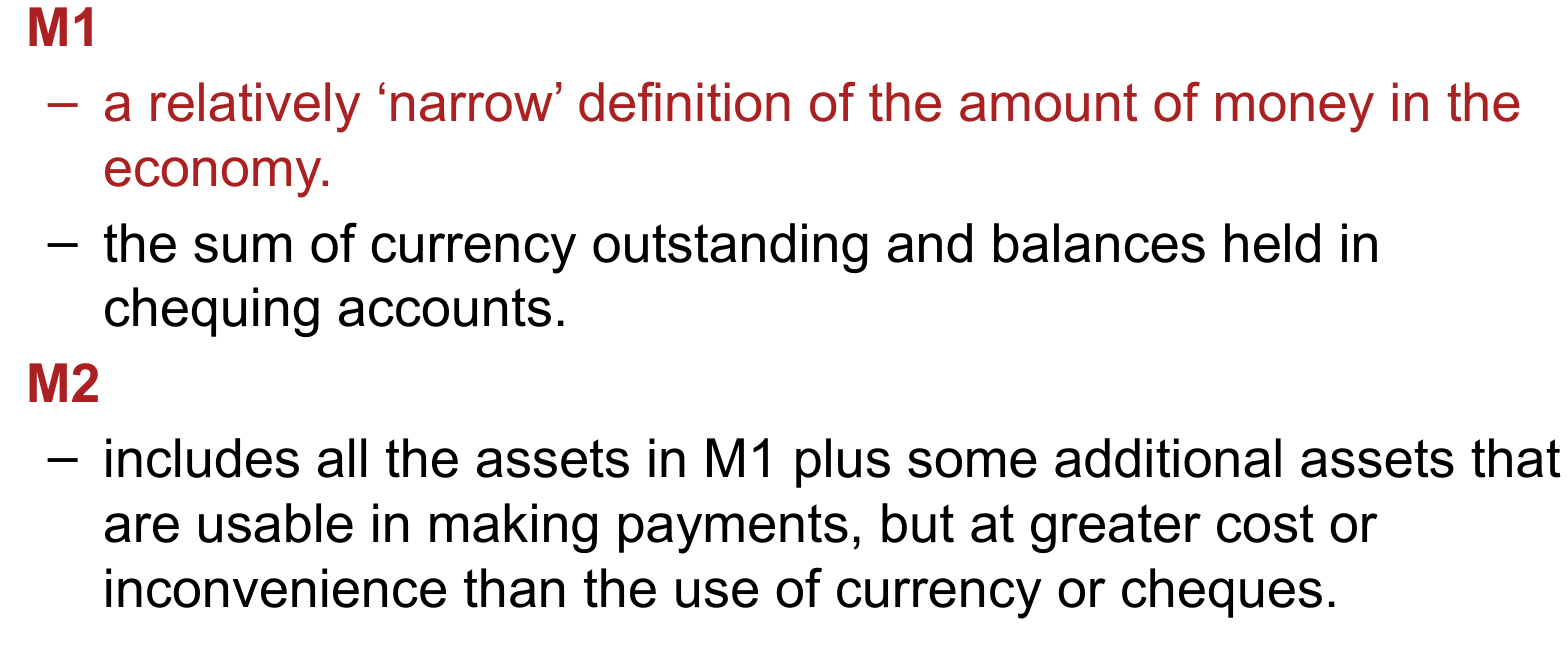 M1
– a relatively ‘narrow’ definition of the amount of money in the
economy.
– the sum of currency outstanding and balances held in
chequing accounts.
M2
– includes all the assets in M1 plus some additional assets that
are usable in making payments, but at greater cost or
inconvenience than the use of currency or cheques.